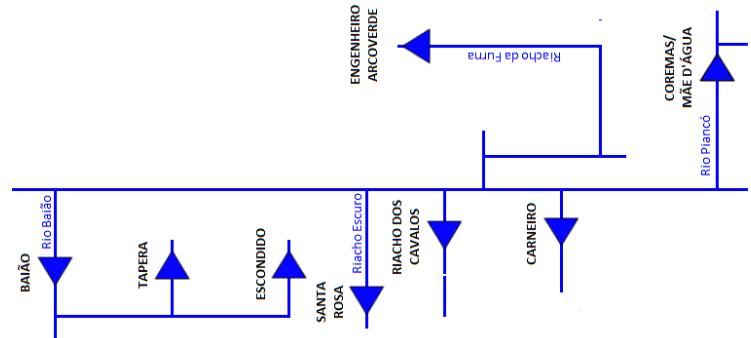 ENGENHEIRO
ARCOVERDE
Riacho da Furna
COREMAS/
MÃE D'ÁGUA
Rio Piancó
Rio Baião
BAIÃO
TAPERA
ESCONDIDO
Riacho Escuro
SANTA
ROSA
RIACHO DOS
CAVALOS
CARNEIRO